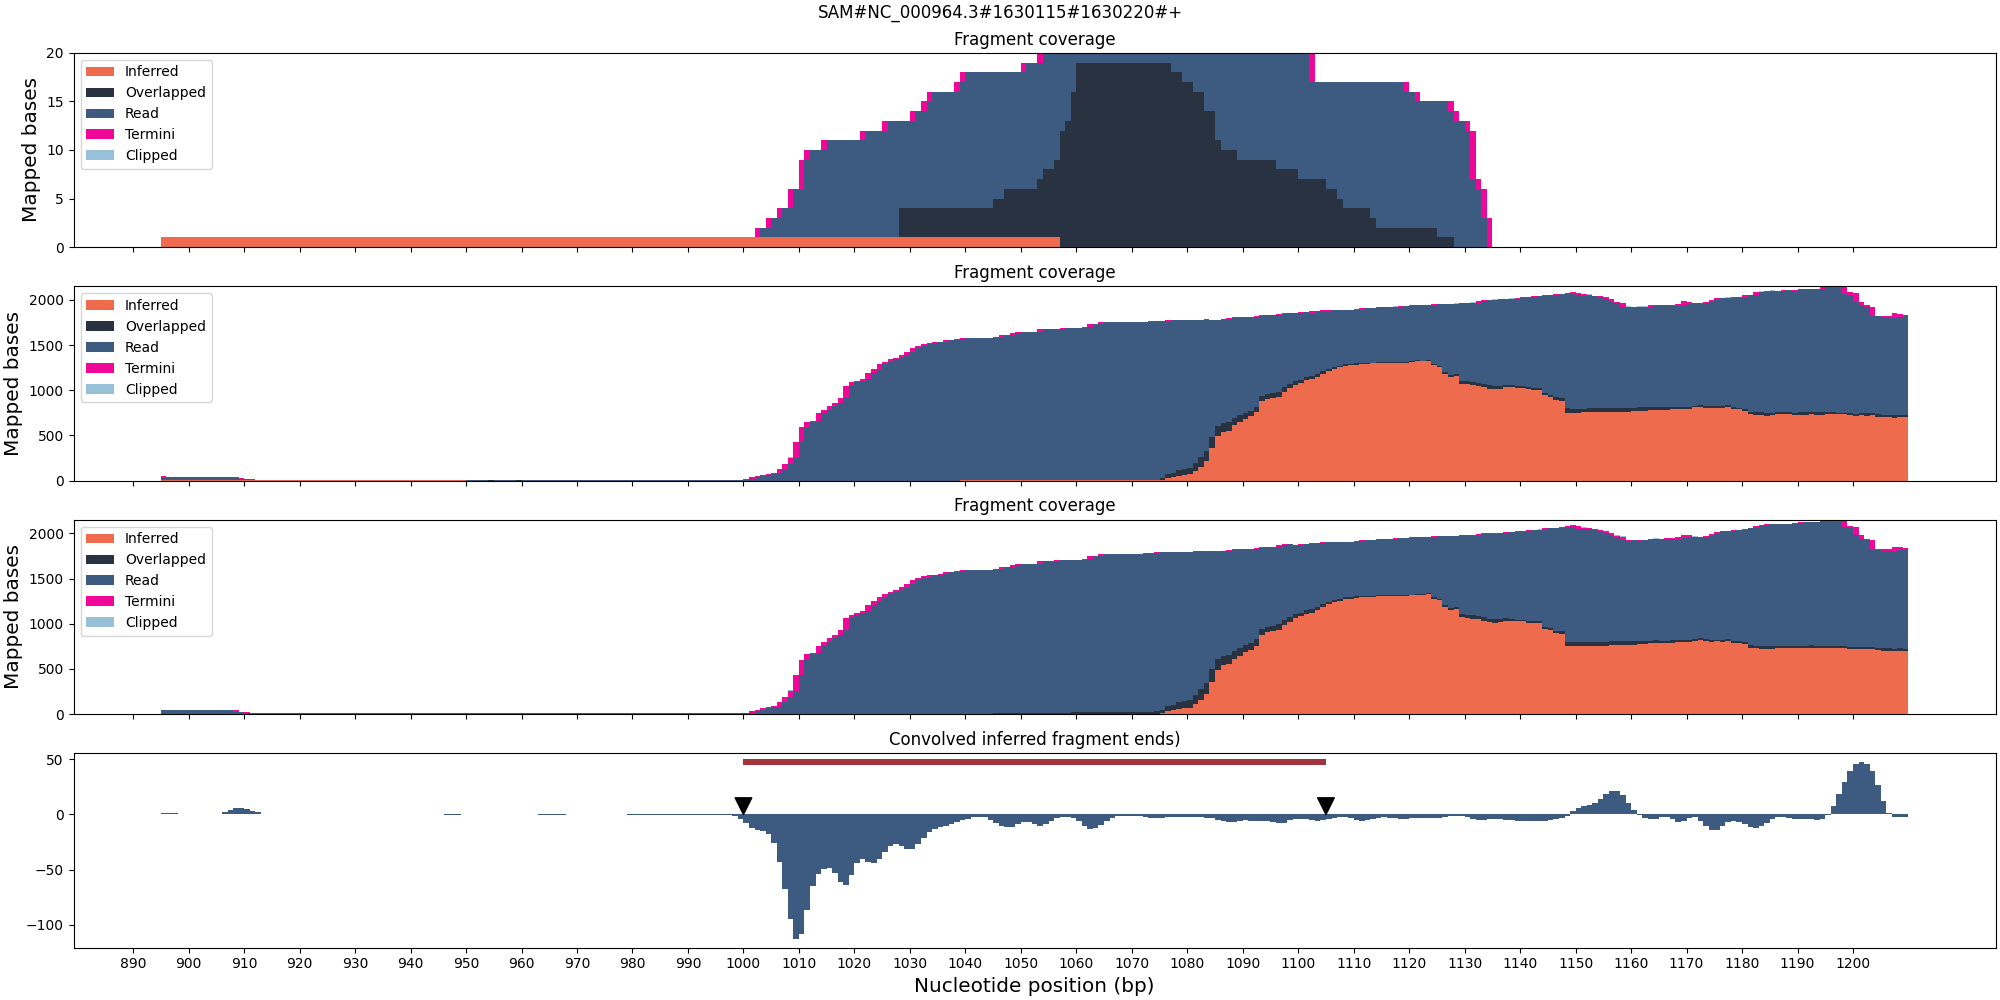 SAM#NC_000964.3#1630115#1630220#+
Fragment coverage
Mapped bases
20
15
10
5
0
Inferred
Overlapped
Read
Termini
Clipped
Fragment coverage
Mapped bases
2000
1500
1000
500
0
Inferred
Overlapped
Read
Termini
Clipped
Fragment coverage
Mapped bases
2000
1500
1000
500
0
Inferred
Overlapped
Read
Termini
Clipped
Convolved inferred fragment ends)
50
0
−50
−100
890 900 910 920 930 940 950 960 970 980 990 1000 1010 1020 1030 1040 1050 1060 1070 1080 1090 1100 1110 1120 1130 1140 1150 1160 1170 1180 1190 1200
Nucleotide position (bp)